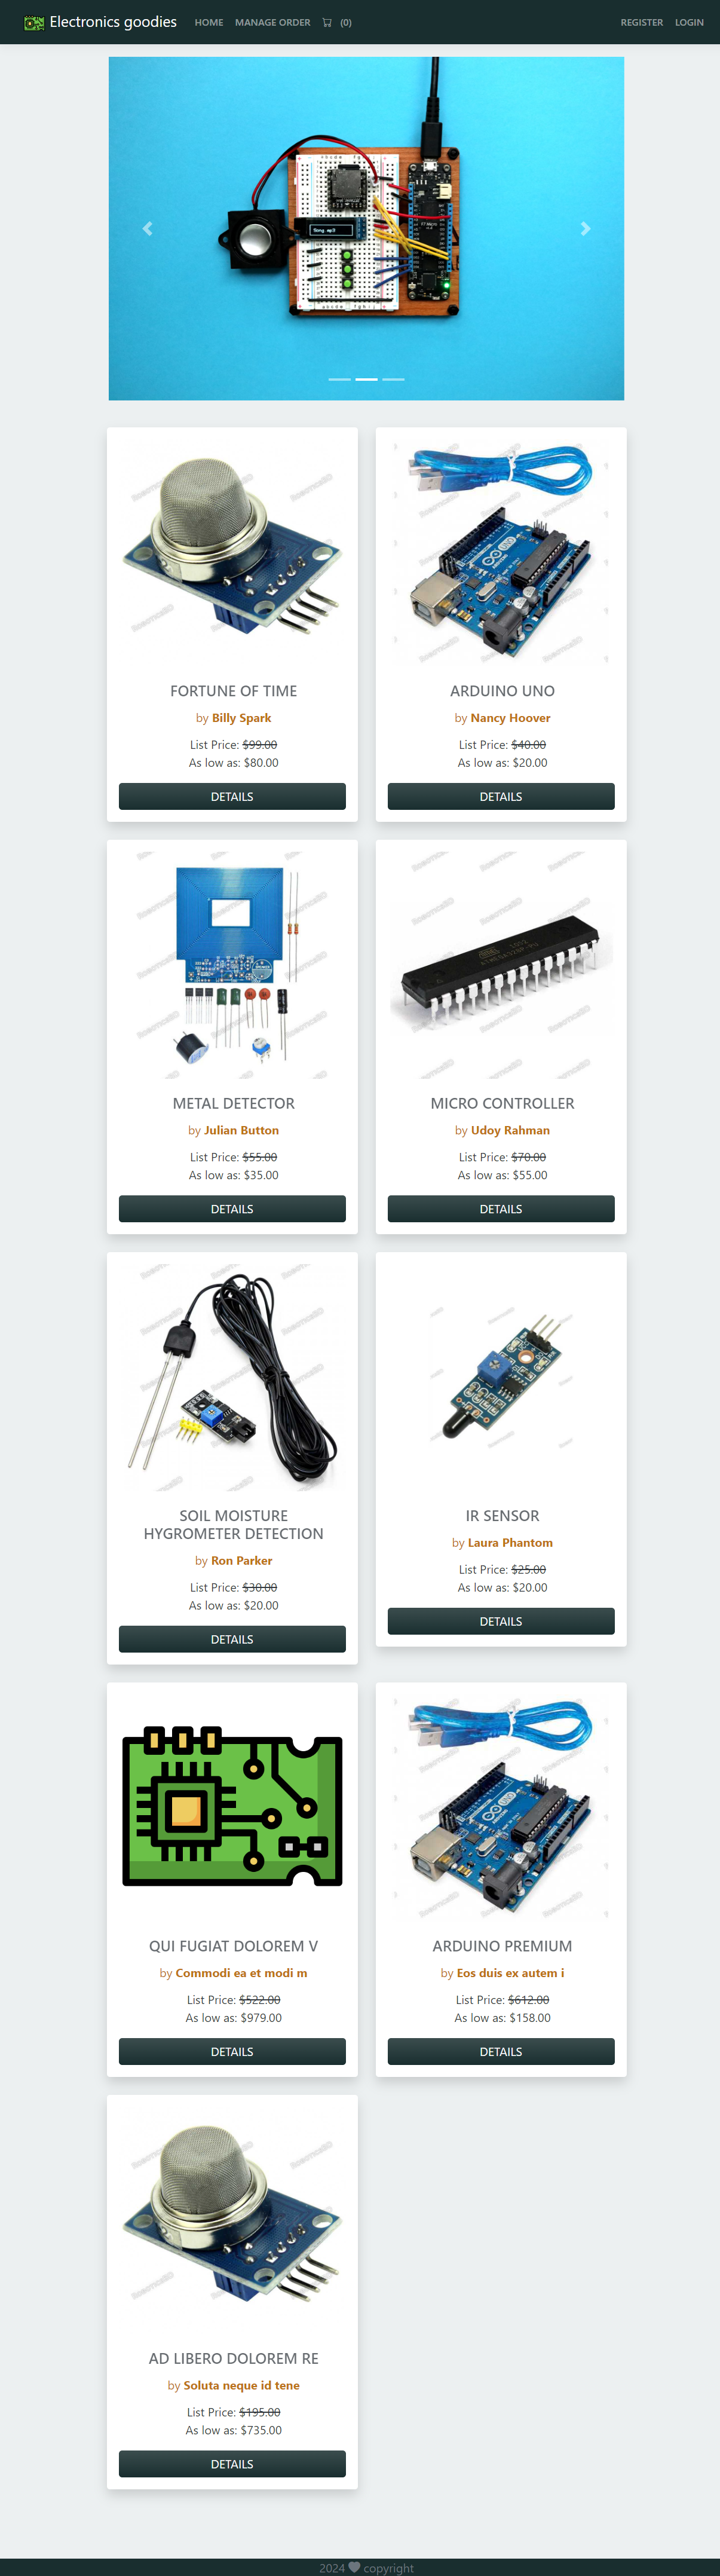 Electronics goodies HOME MANAGE ORDER (0) REGISTER LOGIN
Song.mp3
FORTUNE OF TIME
by Billy Spark
List Price: $99.00
As low as: $80.00
DETAILS
UNO
ARDUINO UNO
by Nancy Hoover
List Price: $40.00
As low as: $20.00
DETAILS
METAL DETECTOR
by Julian Button
List Price: $55.00
As low as: $35.00
DETAILS
MICRO CONTROLLER
by Udoy Rahman
List Price: $70.00
As low as: $55.00
DETAILS
SOIL MOISTURE
HYGROMETER DETECTION
by Ron Parker
List Price: $30.00
As low as: $20.00
DETAILS
IR SENSOR
by Laura Phantom
List Price: $25.00
As low as: $20.00
DETAILS
QUI FUGIAT DOLOREM V
by Commodi ea et modi m
List Price: $522.00
As low as: $979.00
DETAILS
UNO
ARDUINO PREMIUM
by Eos duis ex autem i
List Price: $612.00
As low as: $158.00
DETAILS
AD LIBERO DOLOREM RE
by Soluta neque id tene
List Price: $195.00
As low as: $735.00
DETAILS
2024 copyright